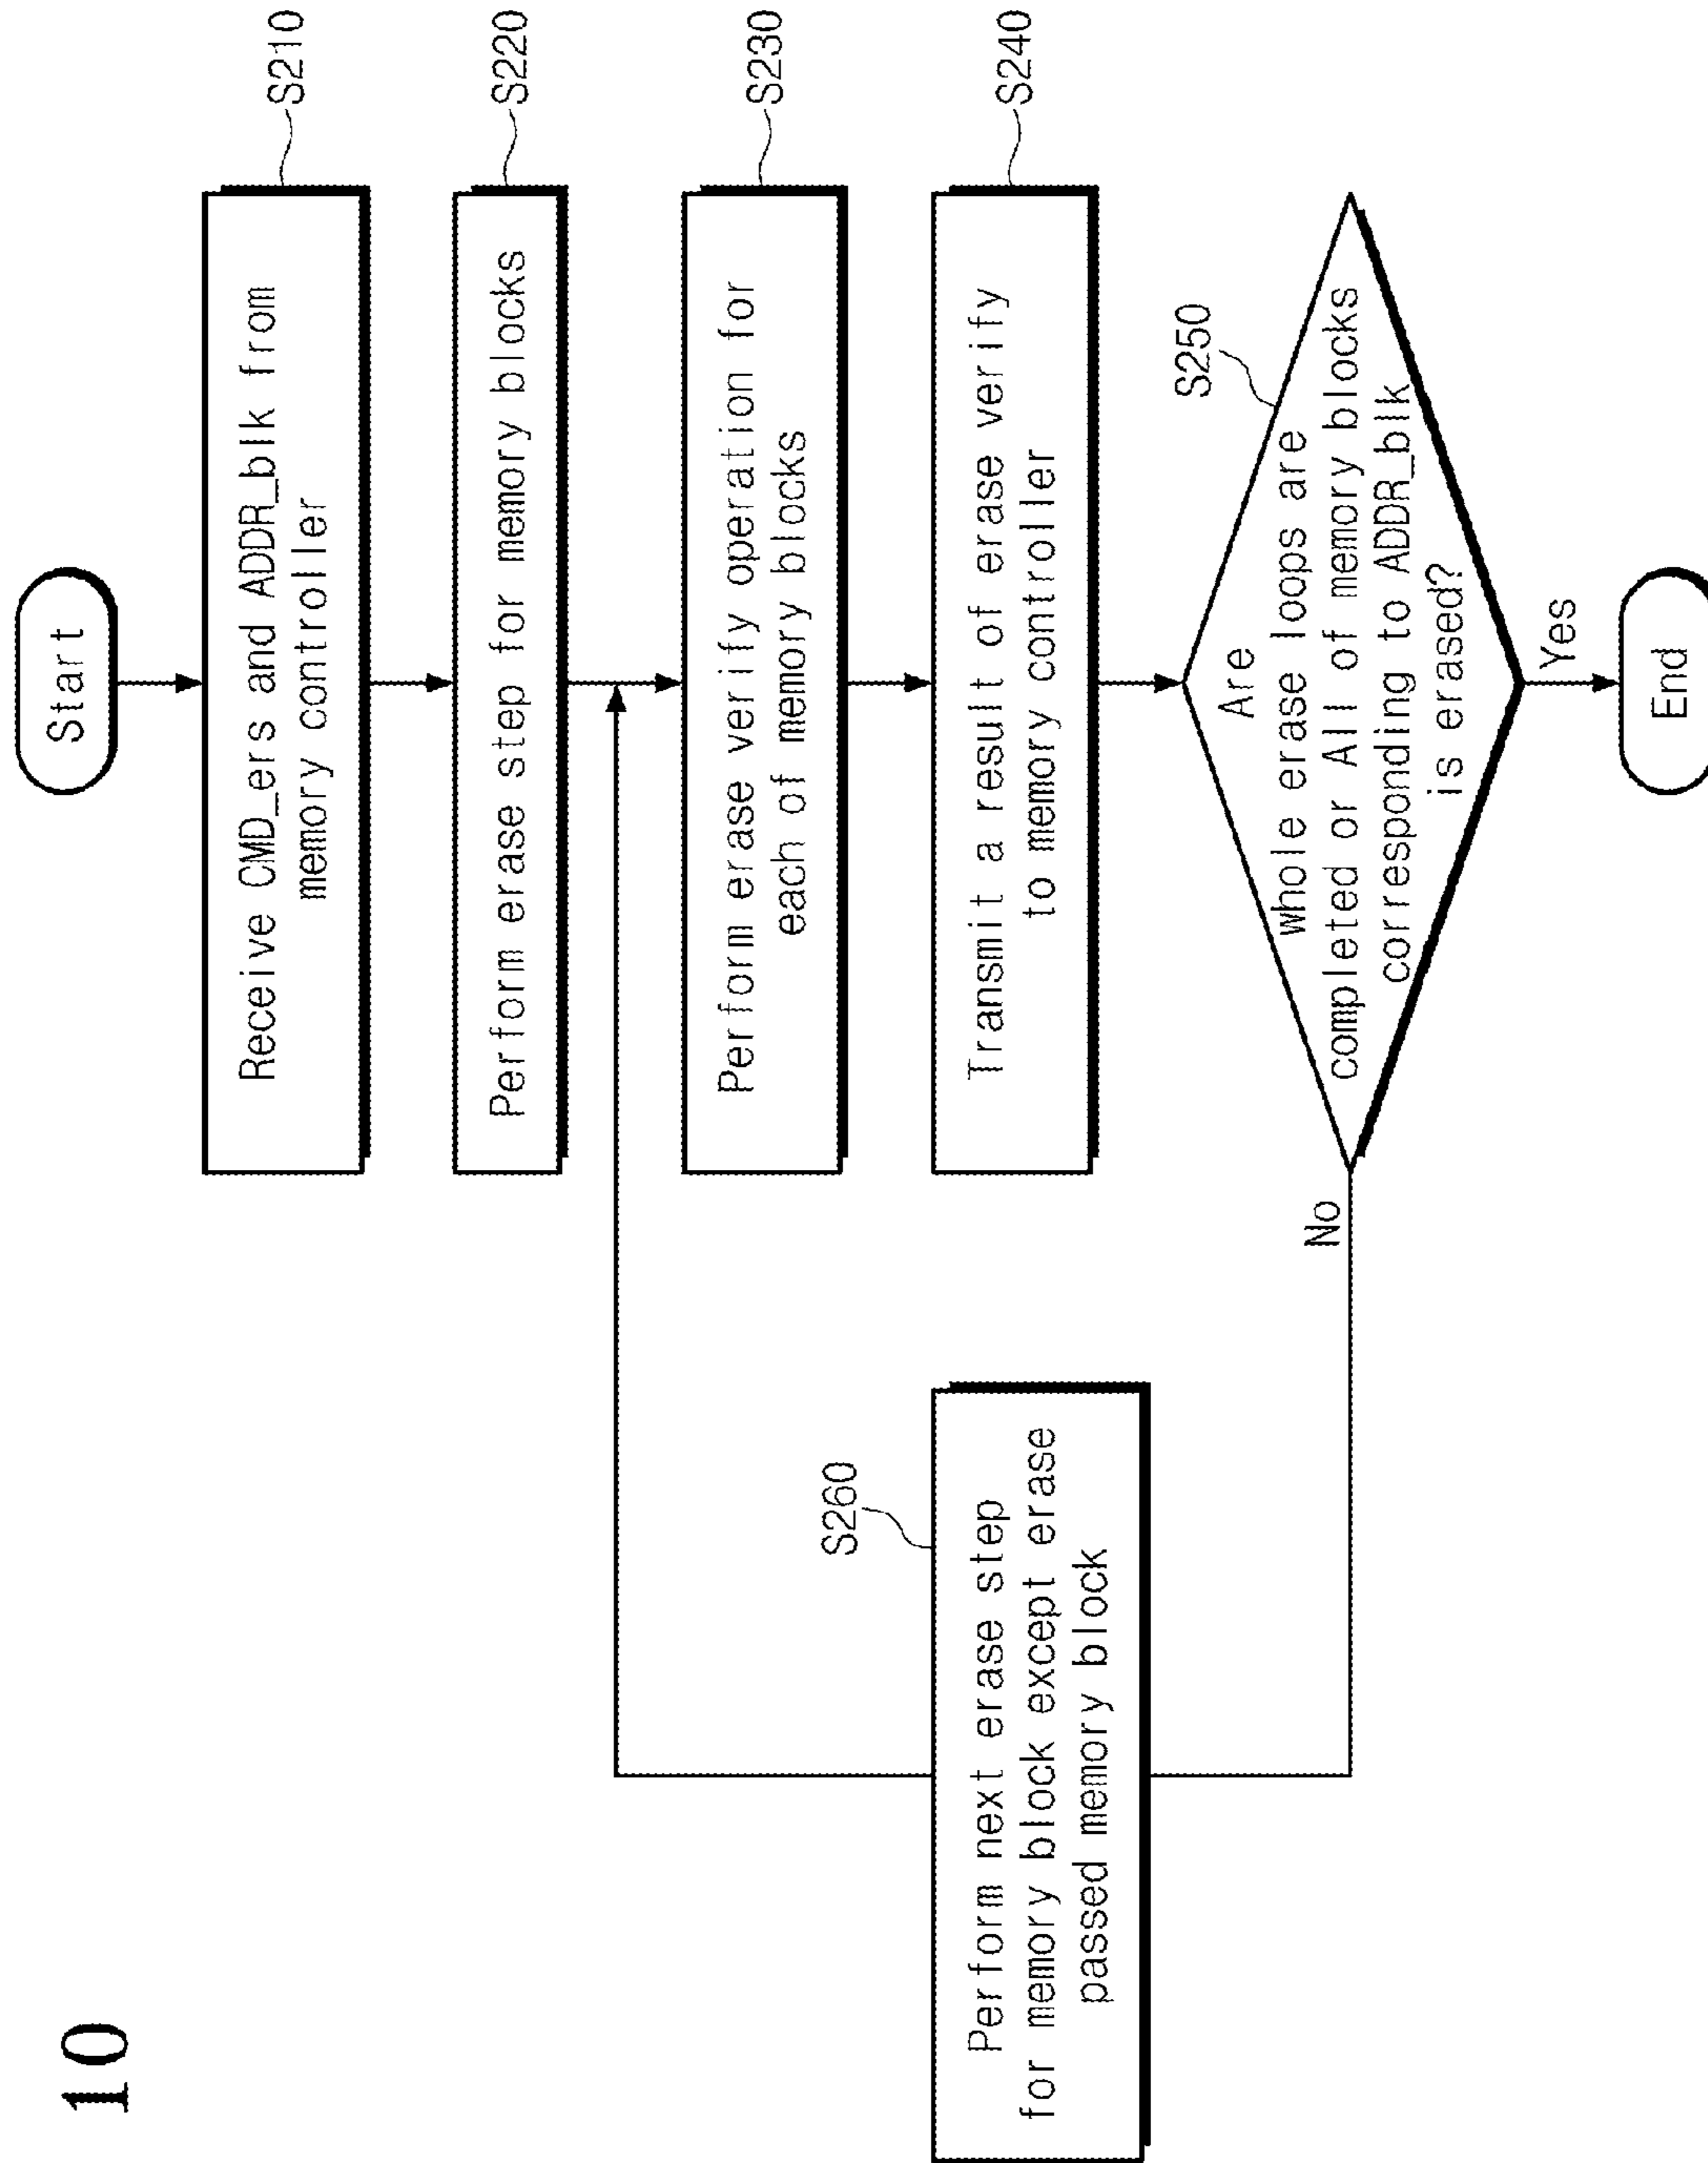 10
Start
Receive CMD_ers and ADDR_blk from
memory controller
S210
Perform erase step for memory blocks
S220
Perform erase verify operation for
each of memory blocks
S230
Transmit a result of erase verify
to memory controller
S240
Are
whole erase loops are
completed or All of memory blocks
corresponding to ADDR_blk
is erased?
S250
No
Yes
Perform next erase step
for memory block except erase
passed memory block
S260
End